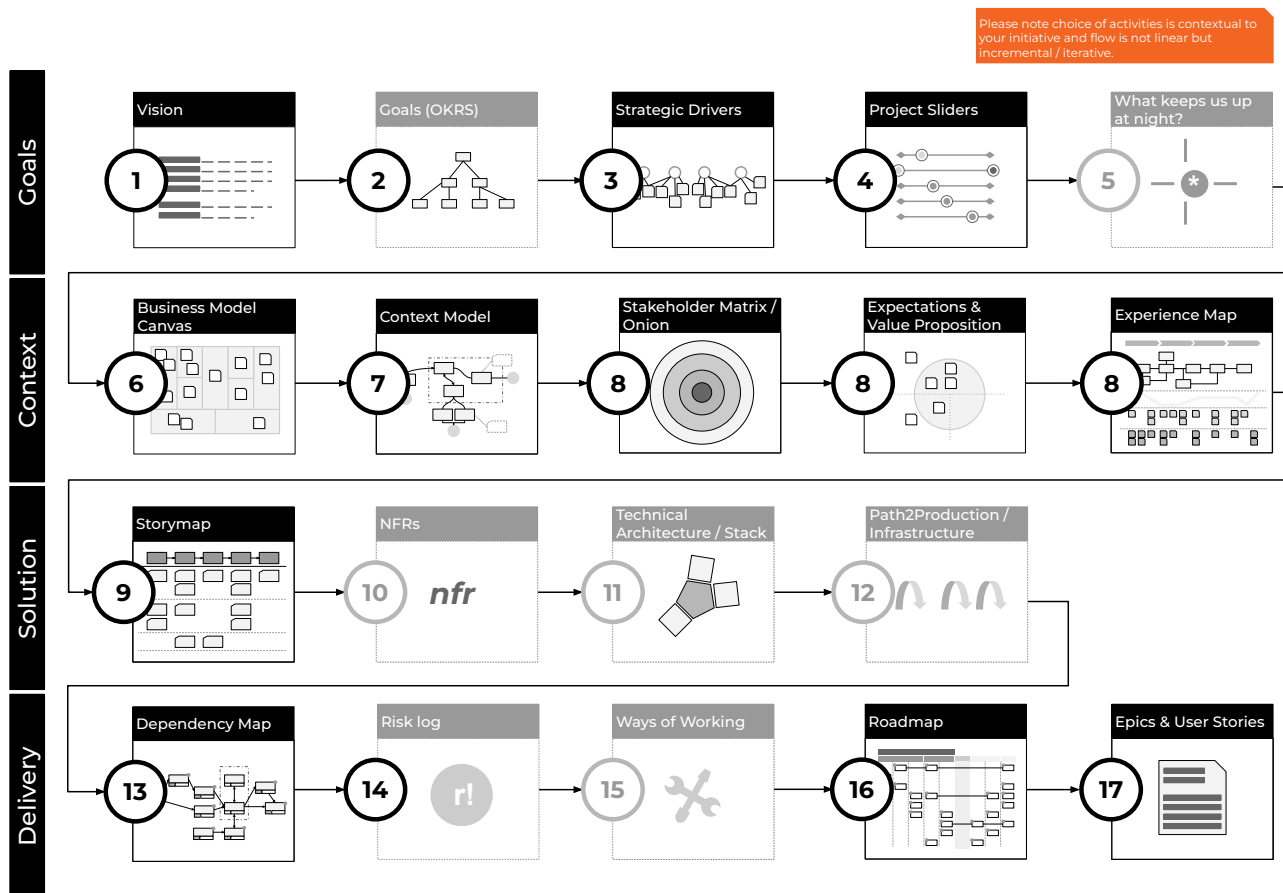 Please note choice of activities is contextual to
your initiative and flow is not linear but
incremental / iterative.
Goals
Vision
1
Goals (OKRS)
2
Strategic Drivers
3
Project Sliders
4
What keeps us up
at night?
5
*
Context
Business Model
Canvas
6
Context Model
7
Stakeholder Matrix /
Onion
8
Expectations &
Value Proposition
8
Experience Map
8
Solution
Storymap
9
NFRs
10
nfr
Technical
Architecture / Stack
11
Path2Production /
Infrastructure
12
Delivery
Dependency Map
13
Risk log
14
r!
Ways of Working
15
Roadmap
16
Epics & User Stories
17